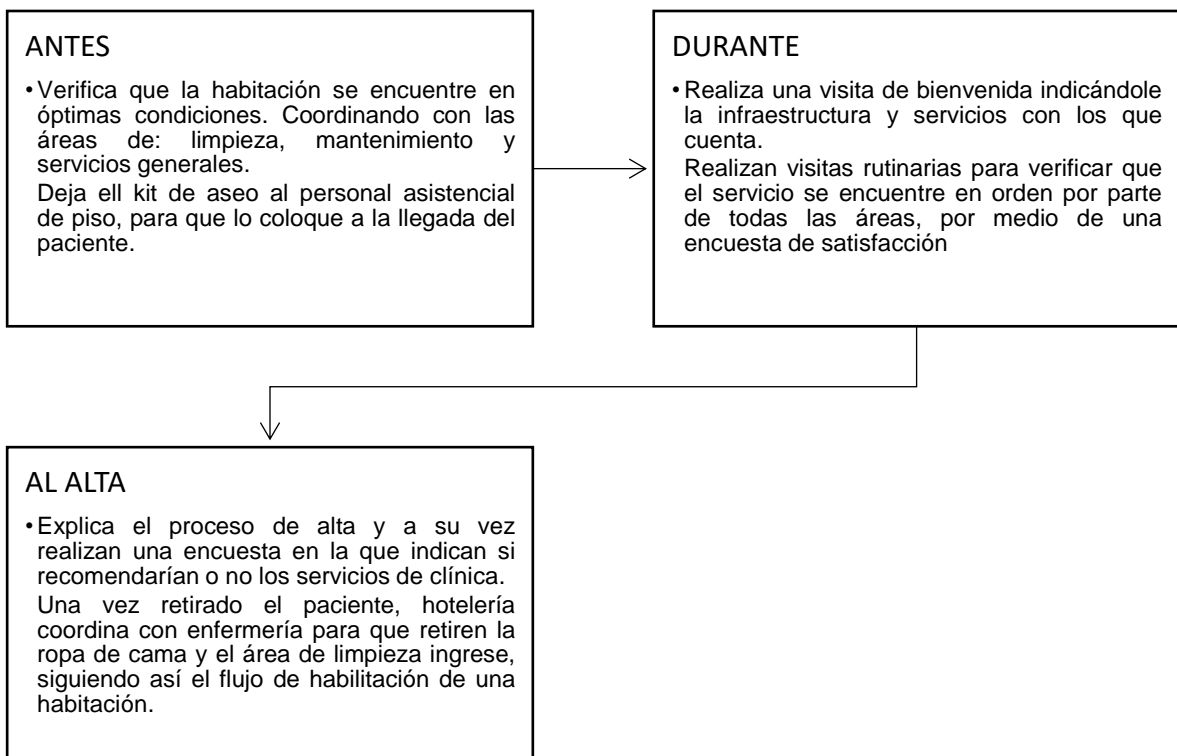 ANTES
• Verifica que la habitación se encuentre en
óptimas condiciones. Coordinando con las
áreas de: limpieza, mantenimiento y
servicios generales.
Deja ell kit de aseo al personal asistencial
de piso, para que lo coloque a la llegada del
paciente.
DURANTE
• Realiza una visita de bienvenida indicándole
la infraestructura y servicios con los que
cuenta.
Realizan visitas rutinarias para verificar que
el servicio se encuentre en orden por parte
de todas las áreas, por medio de una
encuesta de satisfacción
AL ALTA
• Explica el proceso de alta y a su vez
realizan una encuesta en la que indican si
recomendarían o no los servicios de clínica.
Una vez retirado el paciente, hotelería
coordina con enfermería para que retiren la
ropa de cama y el área de limpieza ingrese,
siguiendo así el flujo de habilitación de una
habitación.